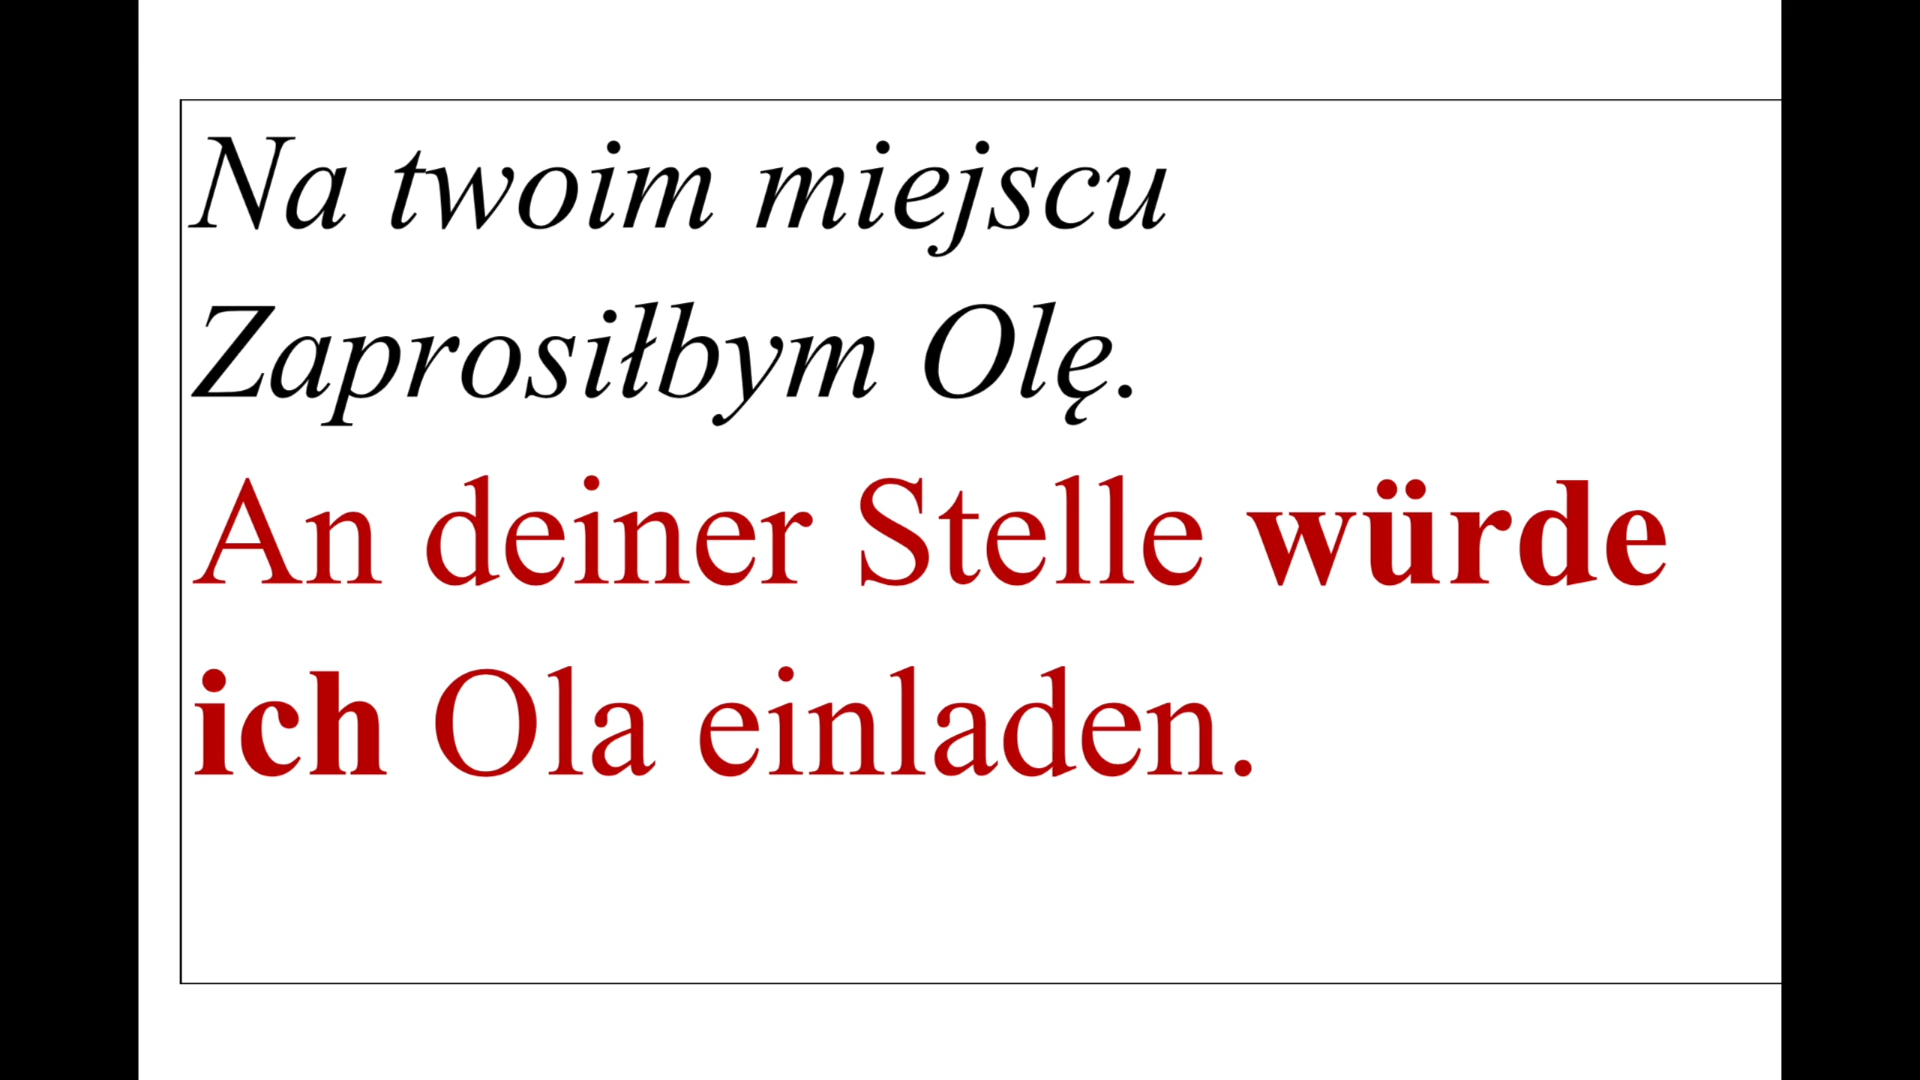 Na twoim miejscu
Zaprosiłbym Olę.
An deiner Stelle würde
ich Ola einladen.